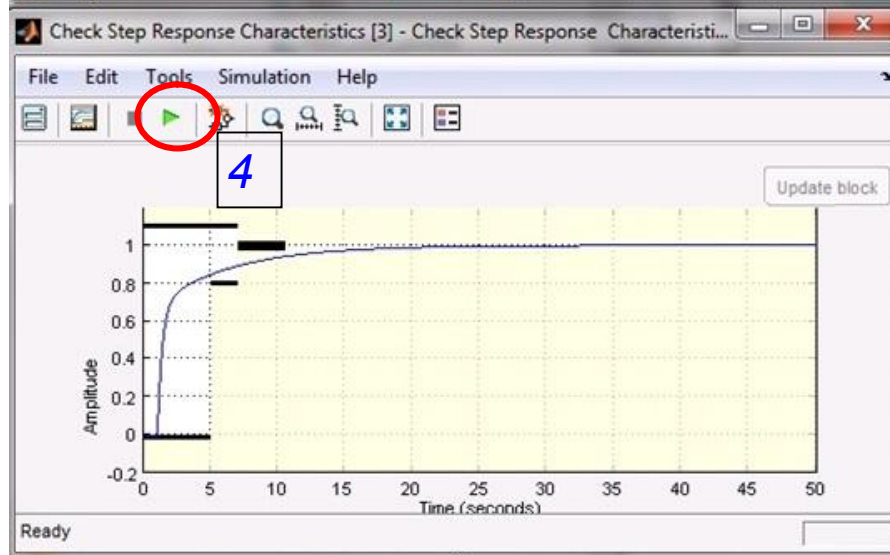 Check Step Response Characteristics [3] - Check Step Response Characteristi...
File Edit Tools Simulation Help
4
Update block
1
0.8
0.6
0.4
0.2
0
-0.2
Amplitude
0 5 10 15 20 25 30 35 40 45 50
Time (seconds)
Ready